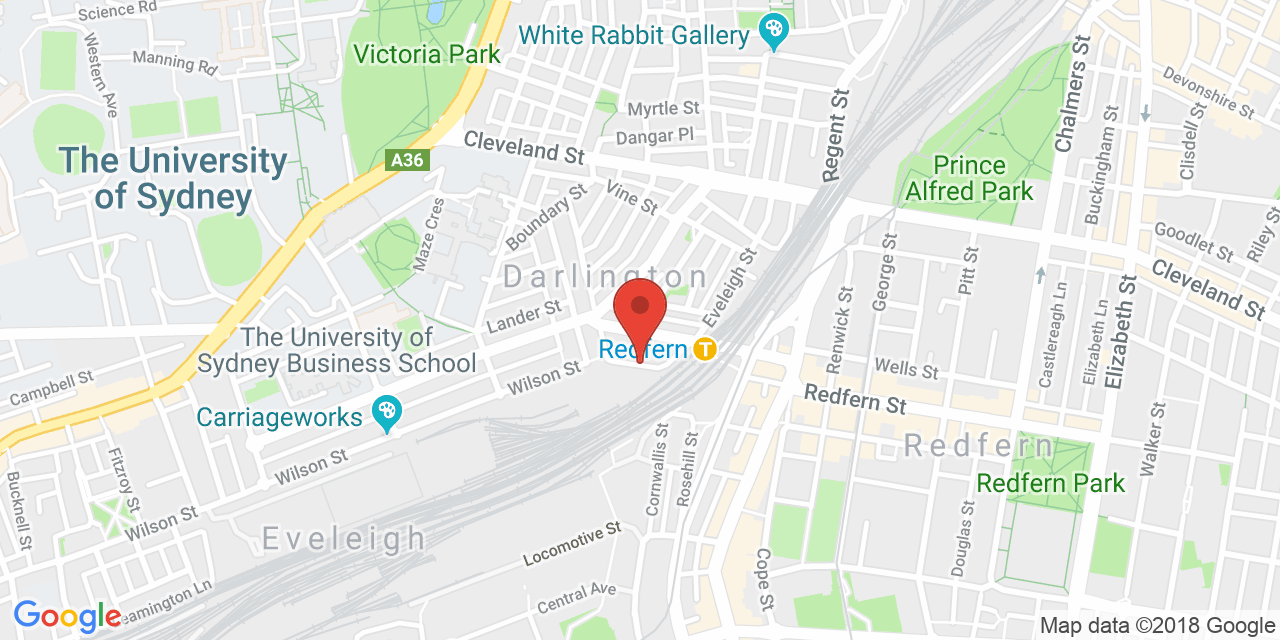 Science Rd
Manning Rd
Western Ave
Victoria Park
White Rabbit Gallery
Myrtle St
Dangar Pl
Cleveland St
A36
The University
of Sydney
Regent St
Chalmers St
Devonshire St
Clisdell St
Buckingham St
Prince
Alfred Park
Riley St
Goodlet St
Cleveland St
Boundary St
Vine St
Maze Cres
Darlington
Eveleigh St
George St
Pitt St
Renwick St
Castlereagh Ln
Elizabeth Ln
Elizabeth St
Lander St
The University of
Sydney Business School
Redfern
T
Wilson St
Wells St
Campbell St
Redfern St
Carriageworks
Redfern
Walker St
Redfern Park
Wilson St
Cornwallis St
Rosehill St
Fitzroy St
Bucknell St
Wilson St
Eveleigh
Locomotive St
Douglas St
Cope St
Central Ave
eamington Ln
Google
Map data ©2018 Google